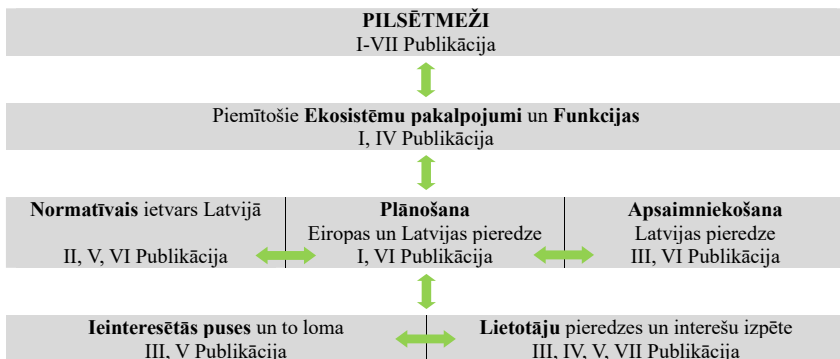 PILSĒTMEŽI
I-VII Publikācija
Piemītošie Ekosistēmu pakalpojumi un Funkcijas
I, IV Publikācija
Normatīvais ietvars Latvijā
II, V, VI Publikācija
Plānošana
Eiropas un Latvijas pieredze
I, VI Publikācija
Apsaimniekošana
Latvijas pieredze
III, VI Publikācija
Ieinteresētās puses un to loma
III, V Publikācija
Lietotāju pieredzes un interešu izpēte
III, IV, V, VII Publikācija